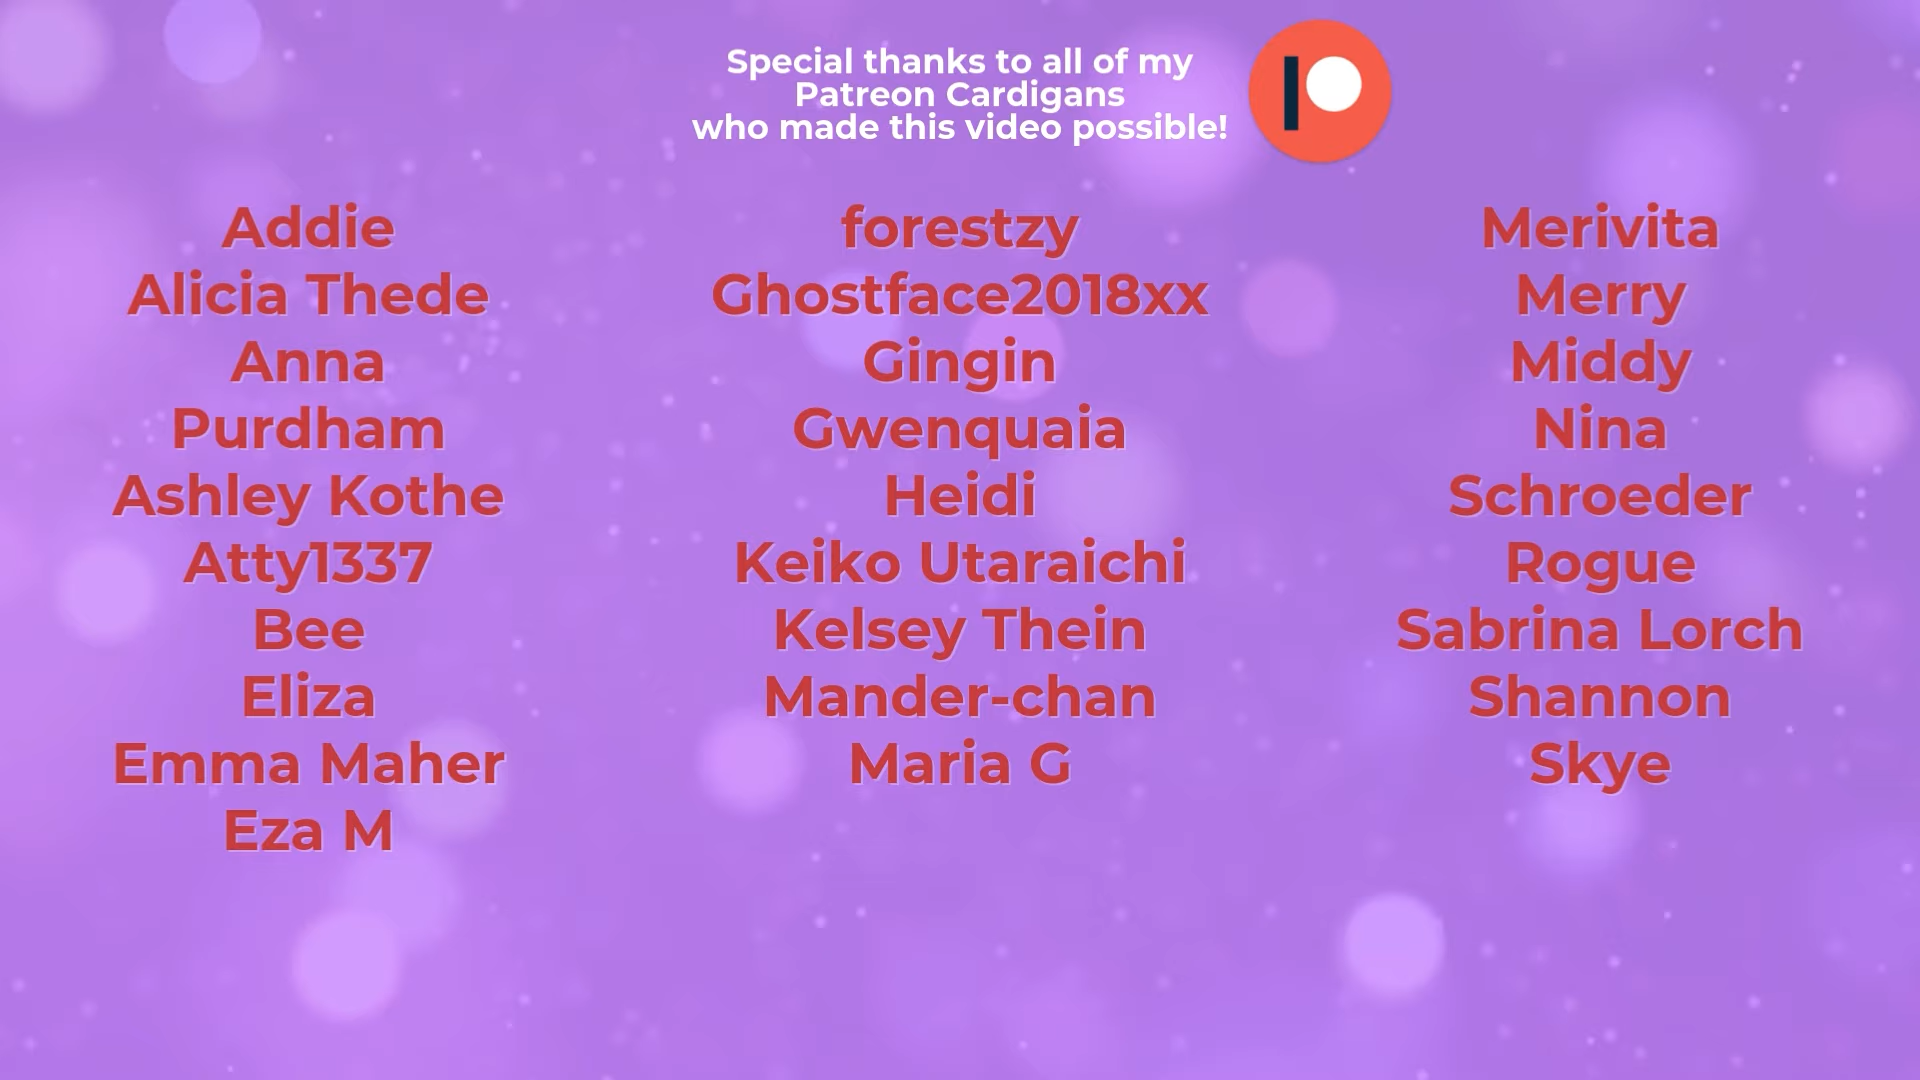 Special thanks to all of my
Patreon Cardigans
who made this video possible!
Addie
Alicia Thede
Anna
Purdham
Ashley Kothe
Atty1337
Bee
Eliza
Emma Maher
Eza M
forestzy
Ghostface2018xx
Gingin
Gwenquaia
Heidi
Keiko Utaraichi
Kelsey Thein
Mander-chan
Maria G
Merivita
Merry
Middy
Nina
Schroeder
Rogue
Sabrina Lorch
Shannon
Skye